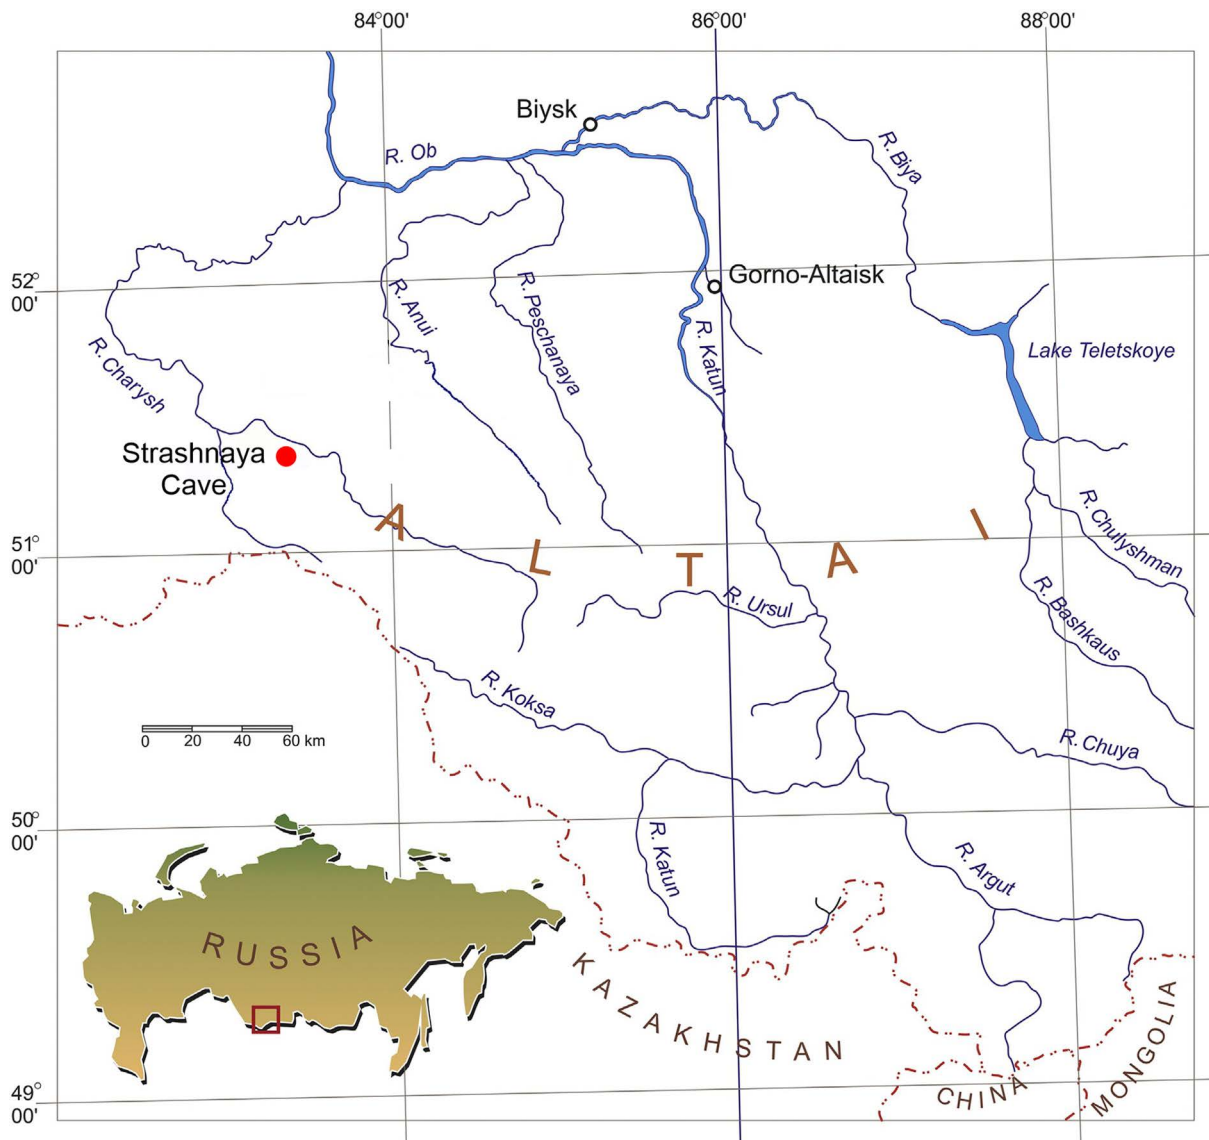 84°00'
86°00'
88°00'
Biysk
R. Ob
R. Biya
52°
00'
Gorno-Altaisk
R. Anui
R. Peschanaya
R. Katun
Lake Teletskoye
R. Charysh
Strashnaya
Cave
ALTAI
R. Chulyshman
51°
00'
R. Ursul
R. Bashkaus
R. Koksa
R. Chuya
0 20 40 60 km
50°
00'
R. Katun
R. Argut
RUSSIA
KAZAKHSTAN
MONGOLIA
CHINA
49°
00'